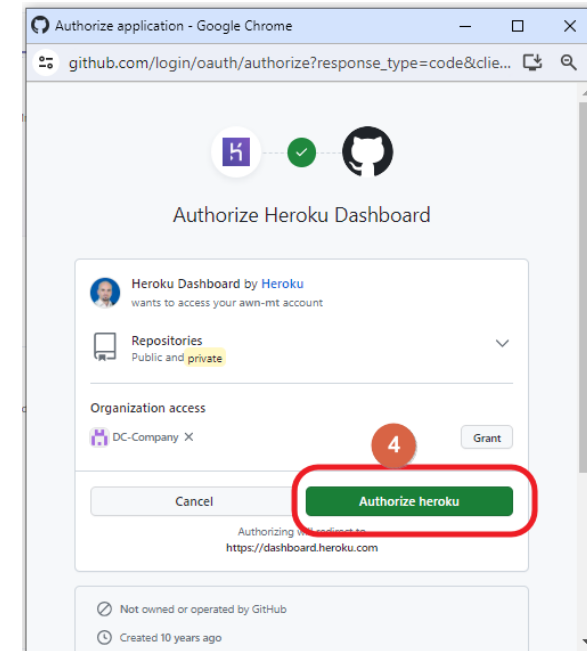 Authorize application - Google Chrome
github.com/login/oauth/authorize?response_type=code&clie...
Authorize Heroku Dashboard
Heroku Dashboard by Heroku
wants to access your awn-mt account
Repositories
Public and private
Organization access
DC-Company
4
Grant
Cancel
Authorize heroku
Authorizing will redirect to
https://dashboard.heroku.com
Not owned or operated by GitHub
Created 10 years ago